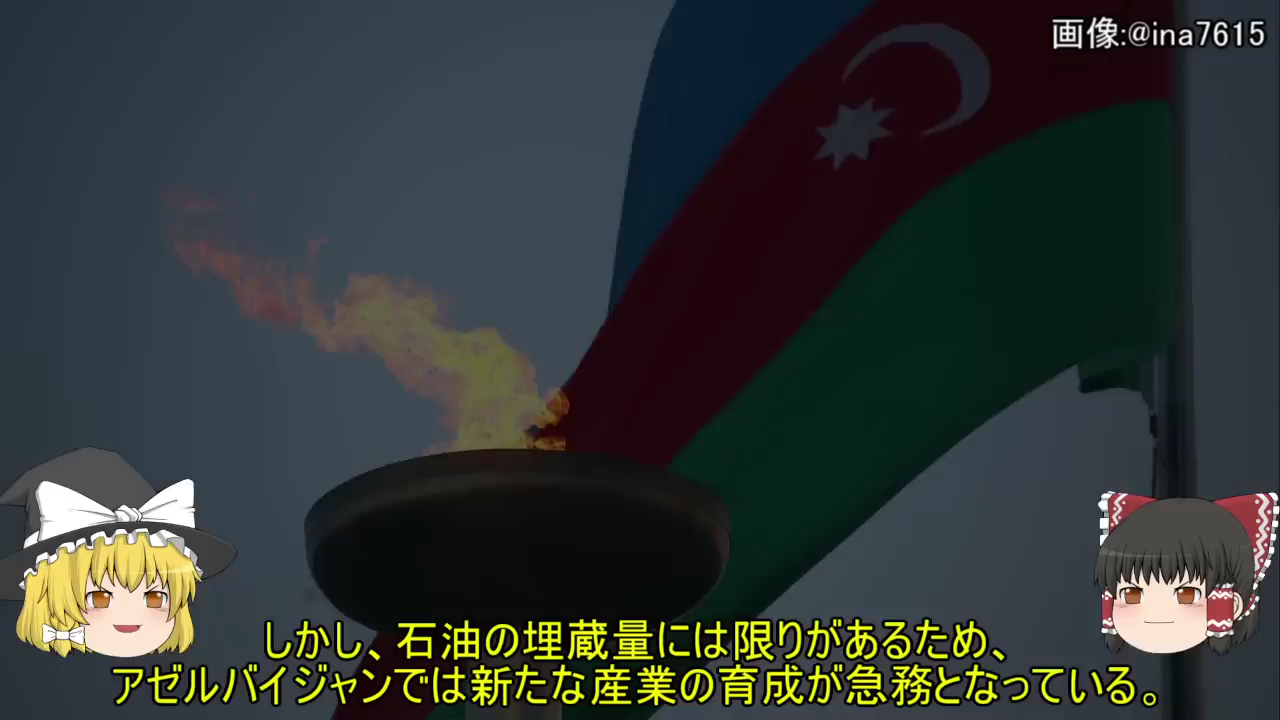 画像:@ina7615
しかし、石油の埋蔵量には限りがあるため、
アゼルバイジャンでは新たな産業の育成が急務となっている。